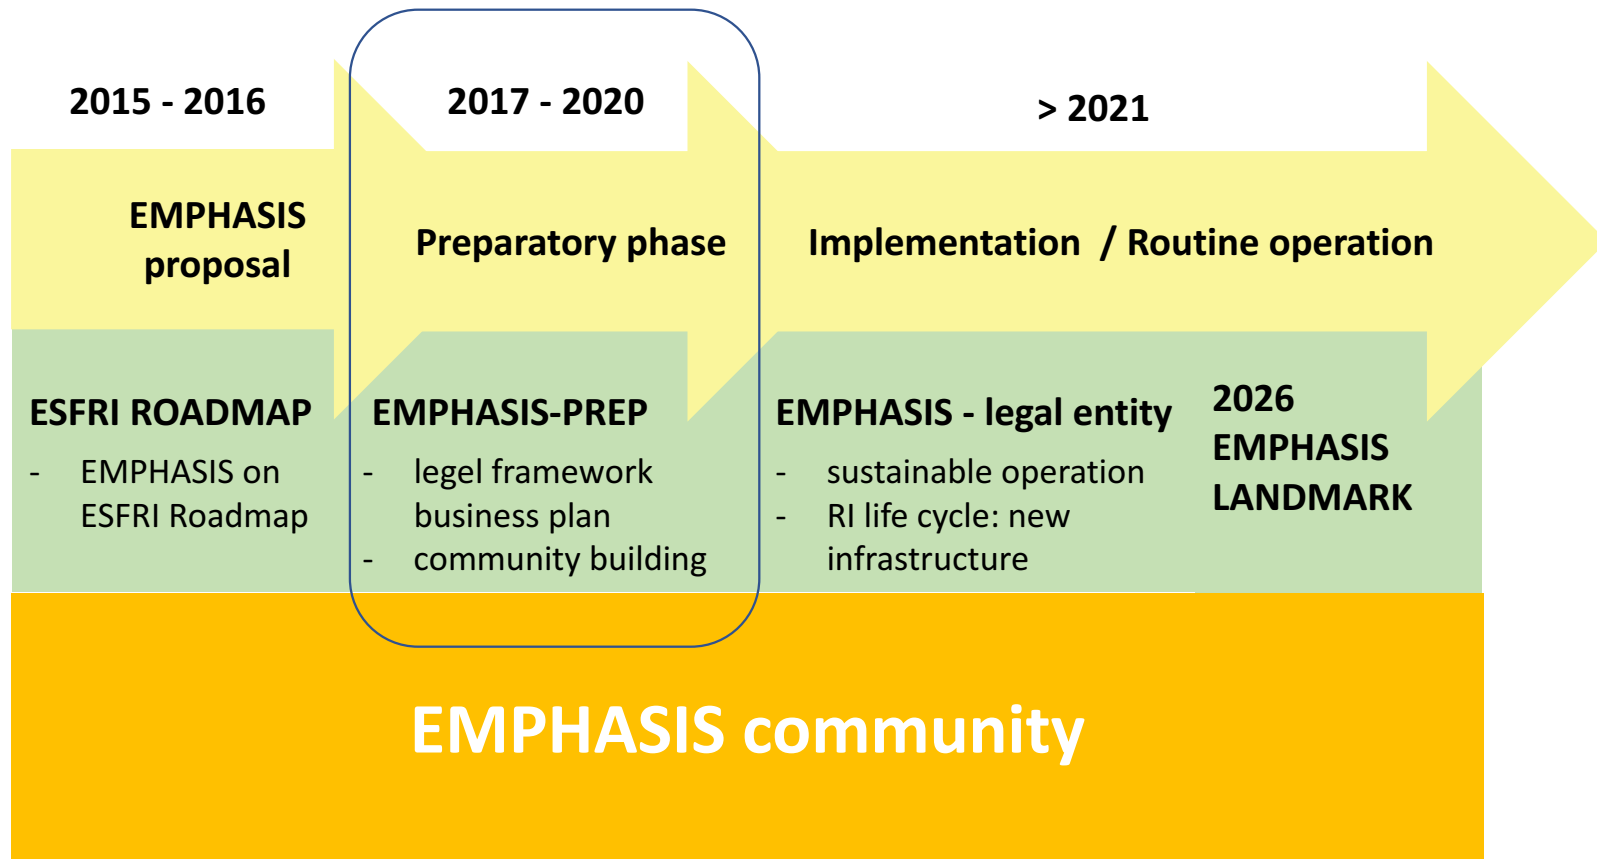 2015 - 2016
2017 - 2020
> 2021
EMPHASIS
proposal
Preparatory phase
Implementation / Routine operation
ESFRI ROADMAP
- EMPHASIS on
ESFRI Roadmap
EMPHASIS-PREP
- legel framework
business plan
- community building
EMPHASIS - legal entity
- sustainable operation
- RI life cycle: new
infrastructure
2026
EMPHASIS
LANDMARK
EMPHASIS community